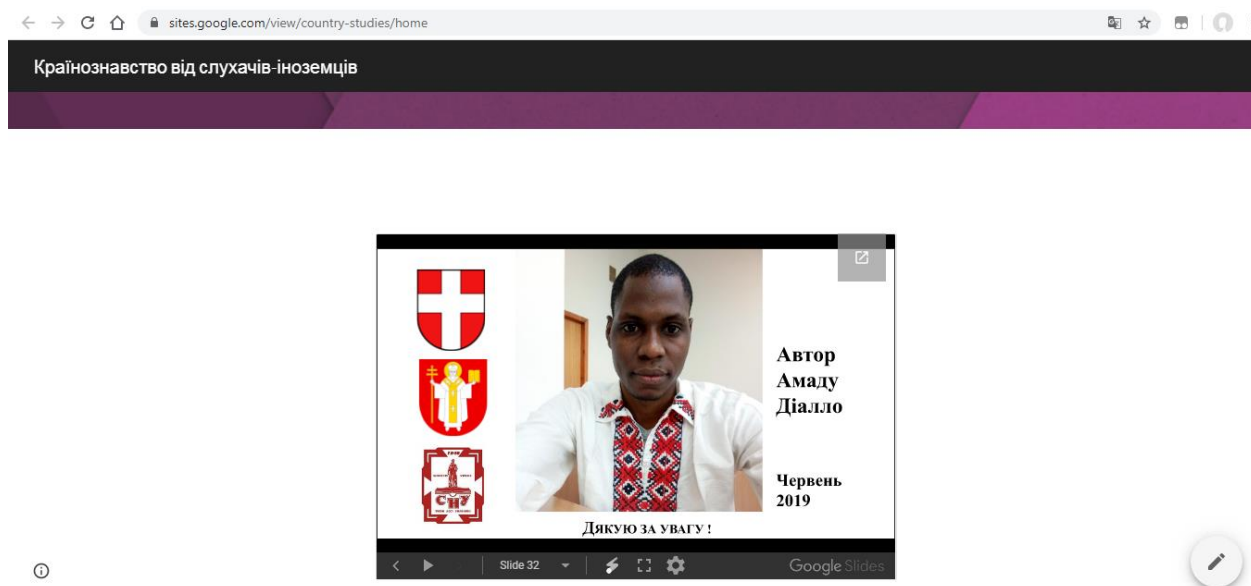 sites.google.com/view/country-studies/home
Країнознавство від слухачів-іноземців
Автор
Амаду
Діалло
Червень
2019
СНУ
Дякую за увагу !
Slide 32
Google Slides